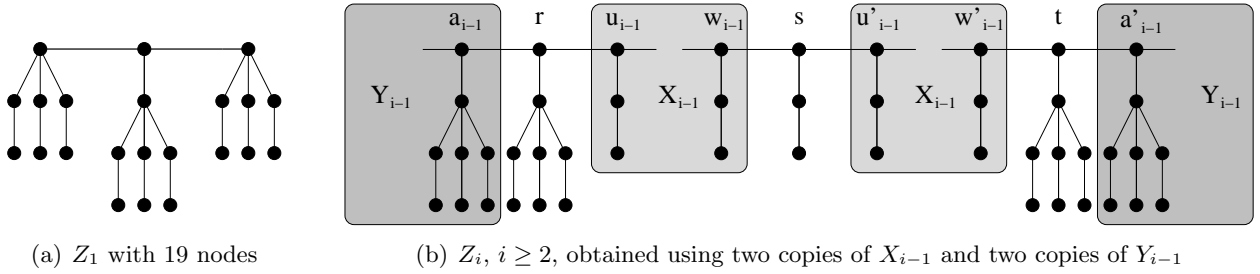 a_{i–1} r u_{i–1} w_{i–1} s u'_{i–1} w'_{i–1} t a'_{i–1}
Y_{i–1} X_{i–1} X_{i–1} Y_{i–1}
(a) Z_1 with 19 nodes
(b) Z_i, i ≥ 2, obtained using two copies of X_{i−1} and two copies of Y_{i−1}